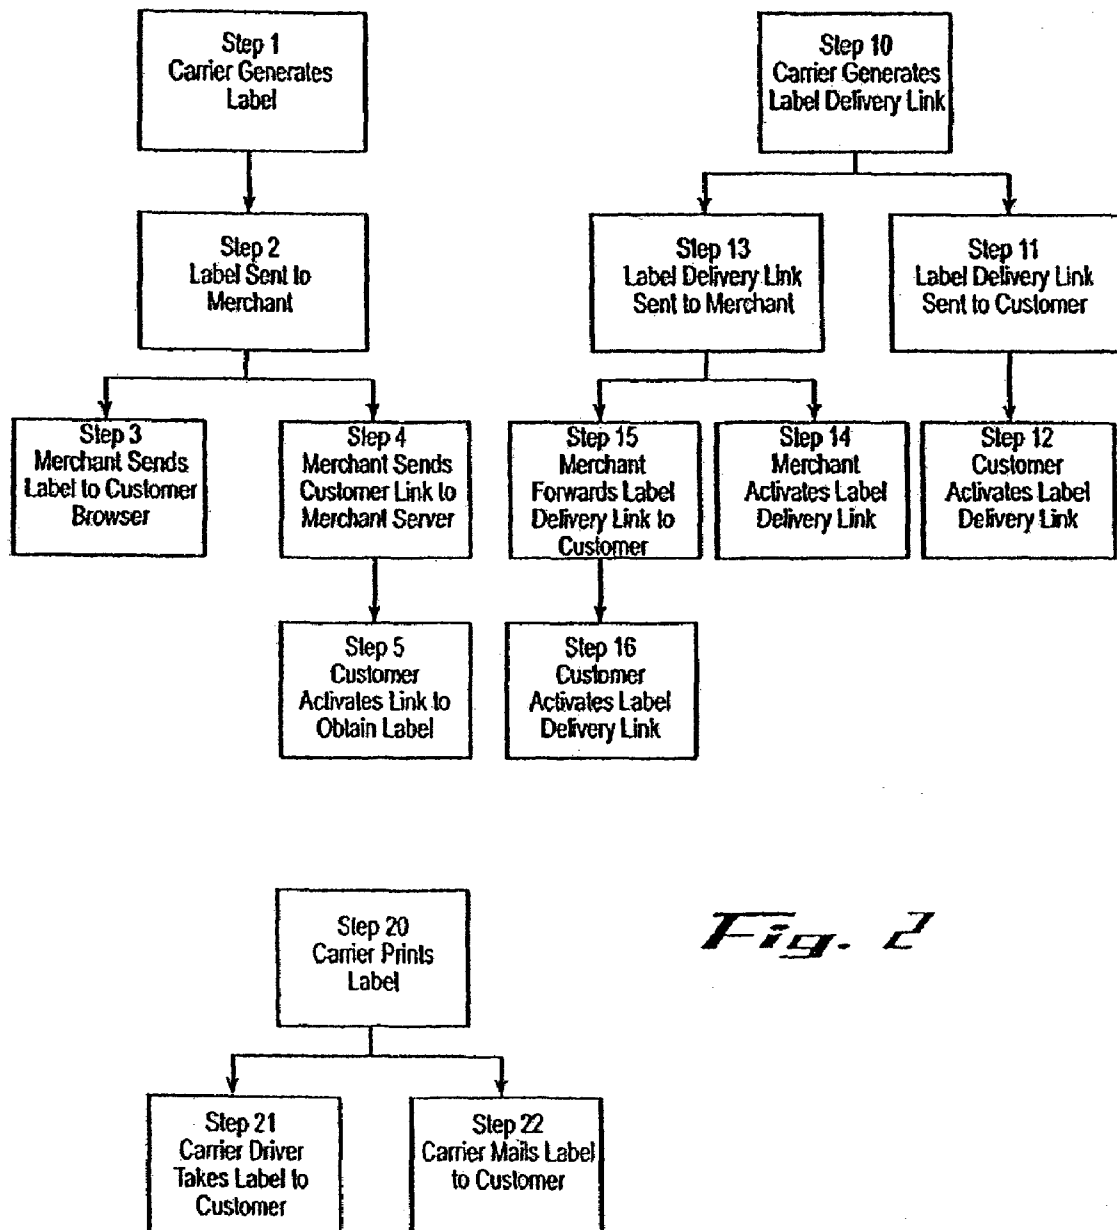 Step 1
Carrier Generates
Label
Step 10
Carrier Generates
Label Delivery Link
Step 2
Label Sent to
Merchant
Step 13
Label Delivery Link
Sent to Merchant
Step 11
Label Delivery Link
Sent to Customer
Step 3
Merchant Sends
Label to Customer
Browser
Step 4
Merchant Sends
Customer Link to
Merchant Server
Step 15
Merchant
Forwards Label
Delivery Link to
Customer
Step 14
Merchant
Activates Label
Delivery Link
Step 12
Customer
Activates Label
Delivery Link
Step 5
Customer
Activates Link to
Obtain Label
Step 16
Customer
Activates Label
Delivery Link
Step 20
Carrier Prints
Label
Fig. 2
Step 21
Carrier Driver
Takes Label to
Customer
Step 22
Carrier Mails Label
to Customer